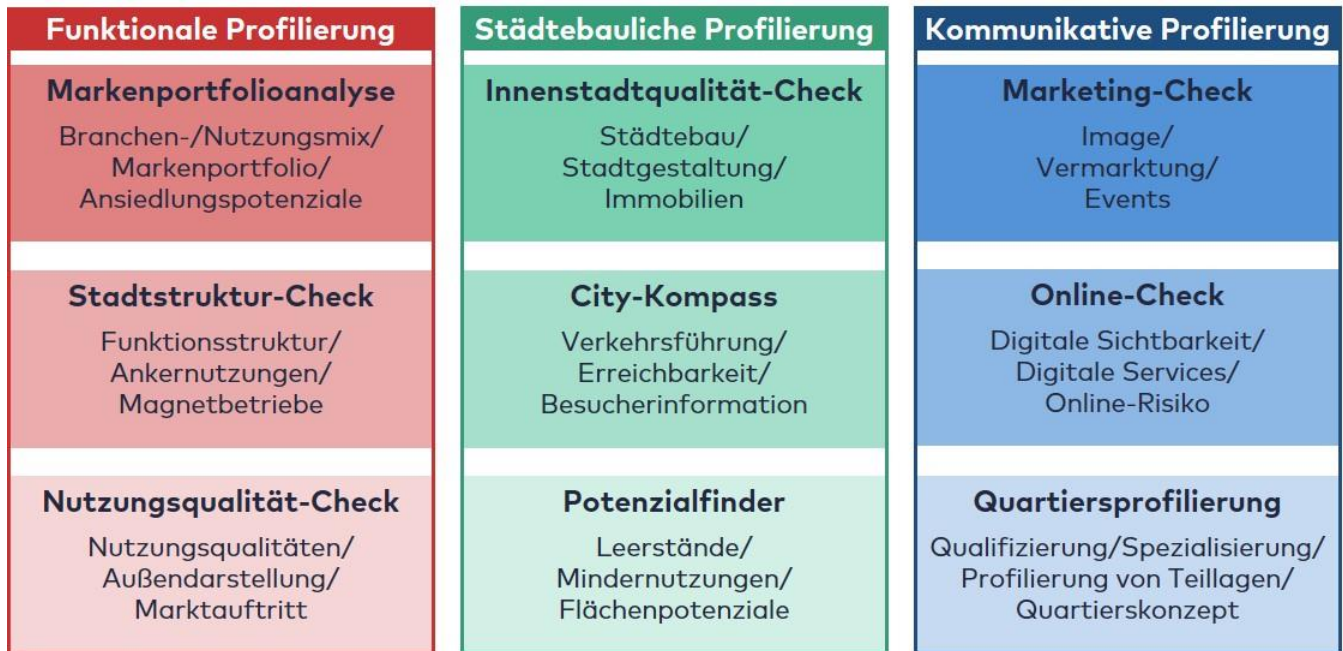 Funktionale Profilierung
Markenportfolioanalyse
Branchen-/Nutzungsmix/
Markenportfolio/
Ansiedlungspotenziale
Stadtstruktur-Check
Funktionsstruktur/
Ankernutzungen/
Magnetbetriebe
Nutzungsqualität-Check
Nutzungsqualitäten/
Außendarstellung/
Marktauftritt
Städtebauliche Profilierung
Innenstadtqualität-Check
Städtebau/
Stadtgestaltung/
Immobilien
City-Kompass
Verkehrsführung/
Erreichbarkeit/
Besucherinformation
Potenzialfinder
Leerstände/
Mindernutzungen/
Flächenpotenziale
Kommunikative Profilierung
Marketing-Check
Image/
Vermarktung/
Events
Online-Check
Digitale Sichtbarkeit/
Digitale Services/
Online-Risiko
Quartiersprofilierung
Qualifizierung/Spezialisierung/
Profilierung von Teillagen/
Quartierskonzept